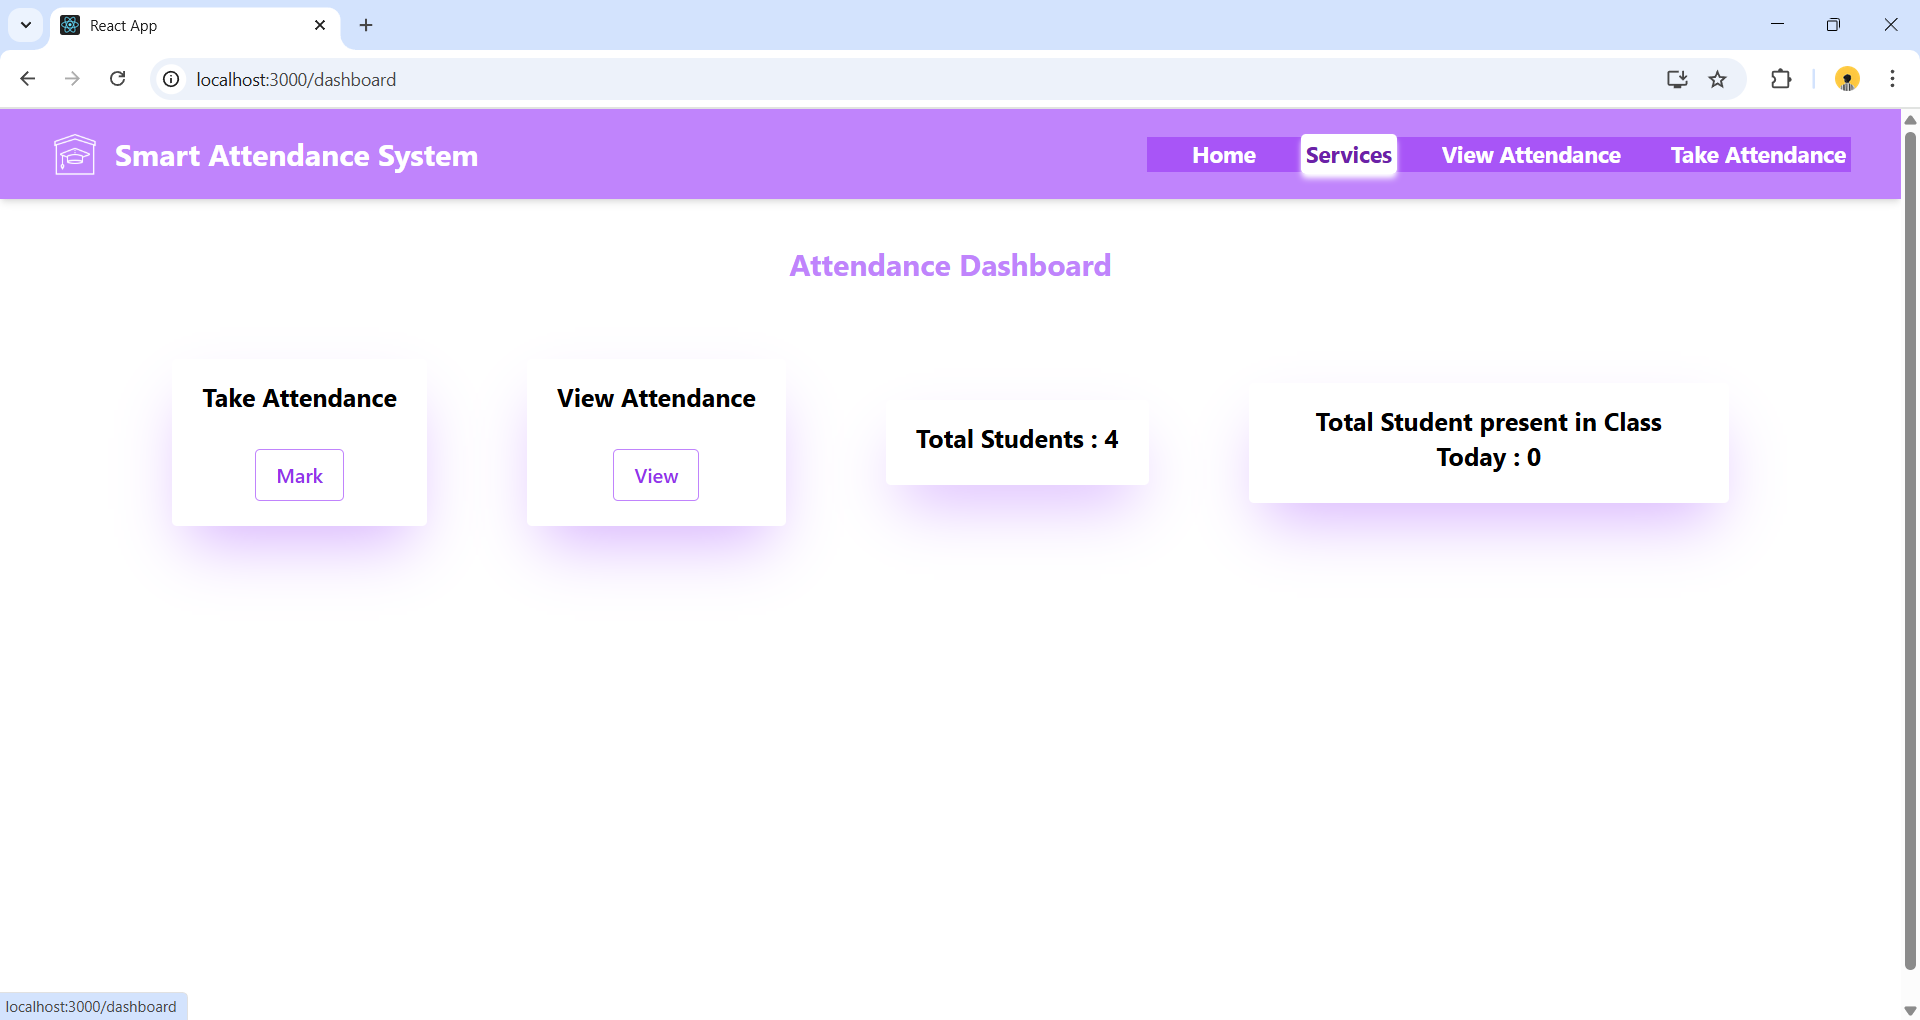 React App
localhost:3000/dashboard
Smart Attendance System
Home
Services
View Attendance
Take Attendance
Attendance Dashboard
Take Attendance
Mark
View Attendance
View
Total Students : 4
Total Student present in Class
Today : 0
localhost:3000/dashboard